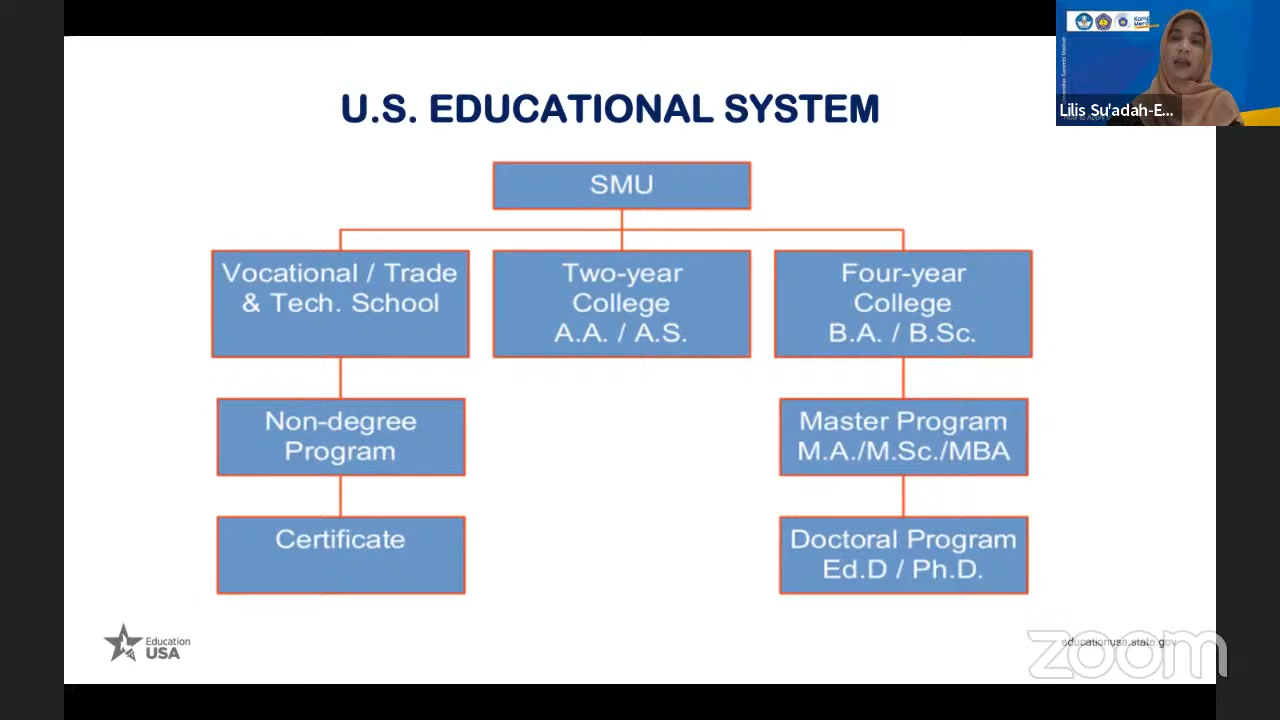 U.S. EDUCATIONAL SYSTEM
SMU
Vocational / Trade
& Tech. School
Two-year
College
A.A. / A.S.
Four-year
College
B.A. / B.Sc.
Non-degree
Program
Master Program
M.A./M.Sc./MBA
Certificate
Doctoral Program
Ed.D / Ph.D.
Education
USA
educationusa.state.gov
zoom
Lilis Su'adah-E...